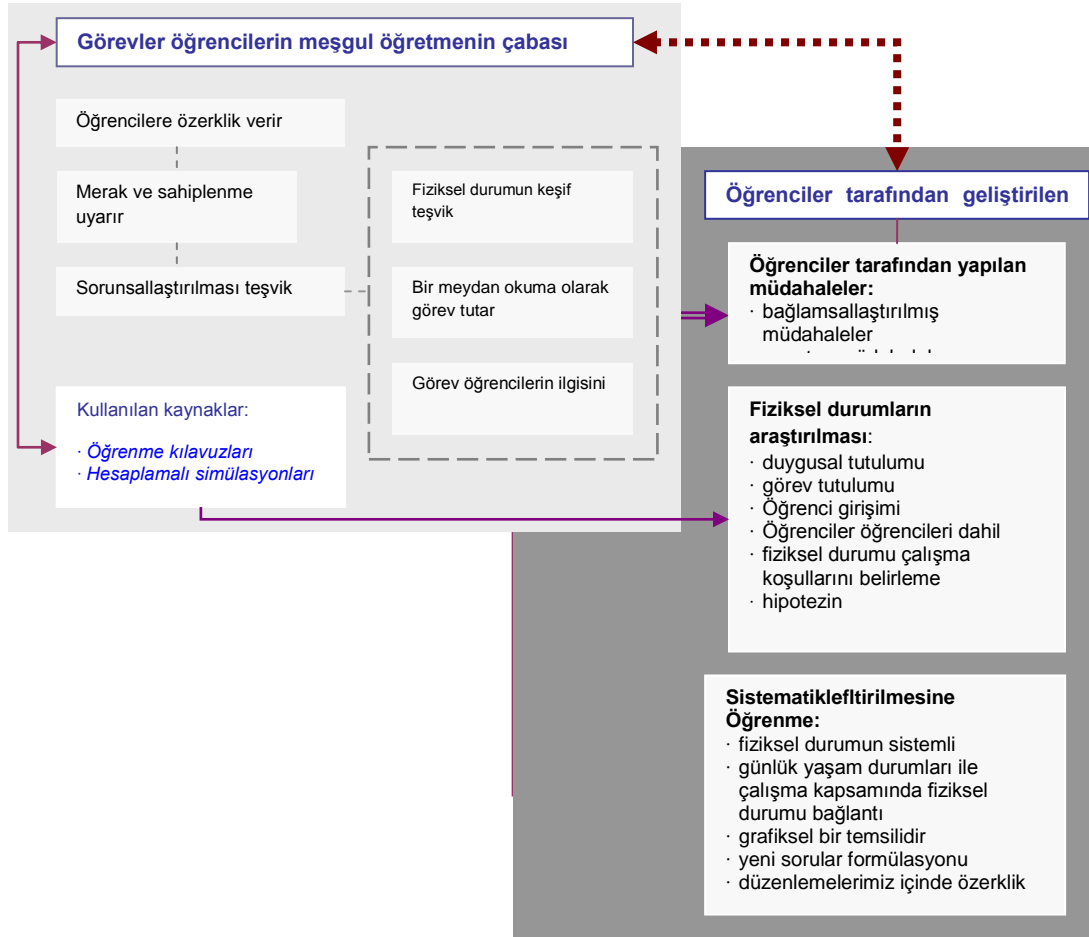 Görevler öğrencilerin meşgul öğretmenin çabası
Öğrencilere özerklik verir
Merak ve sahiplenme
uyarır
Sorunsallaştırılması teşvik
Fiziksel durumun keşif
teşvik
Bir meydan okuma olarak
görev tutar
Görev öğrencilerin ilgisini
Kullanılan kaynaklar:
· Öğrenme kılavuzları
· Hesaplamalı simülasyonları
Öğrenciler tarafından geliştirilen
Öğrenciler tarafından yapılan
müdahaleler:
· bağlamsallaştırılmış
müdahaleler
Fiziksel durumların
araştırılması:
· duygusal tutulumu
· görev tutulumu
· Öğrenci girişimi
· Öğrenciler öğrencileri dahil
· fiziksel durumu çalışma
koşullarını belirleme
· hipotezin
Sistematiklefltirilmesine
Öğrenme:
· fiziksel durumun sistemli
· günlük yaşam durumları ile
çalışma kapsamında fiziksel
durumu bağlantı
· grafiksel bir temsilidir
· yeni sorular formülasyonu
· düzenlemelerimiz içinde özerklik